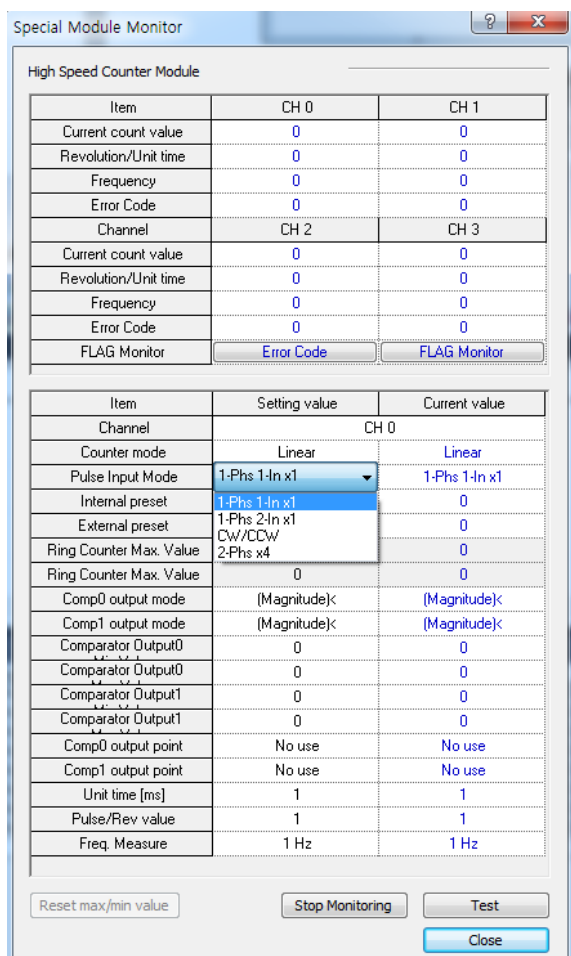 Special Module Monitor
High Speed Counter Module
Item CH 0 CH 1
Current count value 0 0
Revolution/Unit time 0 0
Frequency 0 0
Error Code 0 0
Channel CH 2 CH 3
Current count value 0 0
Revolution/Unit time 0 0
Frequency 0 0
Error Code 0 0
FLAG Monitor Error Code FLAG Monitor
Item Setting value Current value
Channel CH 0
Counter mode Linear Linear
Pulse Input Mode 1-Phs 1-In x1 1-Phs 1-In x1
Internal preset 1-Phs 1-In x1 0
1-Phs 2-In x1
External preset 0
CW/CCW
Ring Counter Max. Value 2-Phs x4 0
Ring Counter Max. Value 0 0
Comp0 output mode (Magnitude)< (Magnitude)<
Comp1 output mode (Magnitude)< (Magnitude)<
Comparator Output0 0 0
Comparator Output0 0 0
Comparator Output1 0 0
Comparator Output1 0 0
Comp0 output point No use No use
Comp1 output point No use No use
Unit time [ms] 1 1
Pulse/Rev value 1 1
Freq. Measure 1 Hz 1 Hz
Reset max/min value Stop Monitoring Test
Close